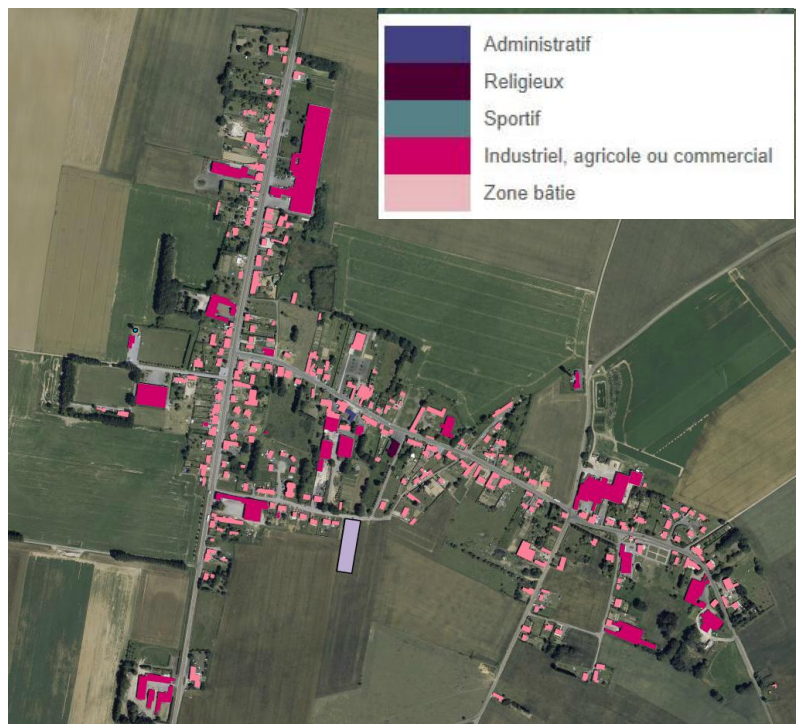 Administratif
Religieux
Sportif
Industriel, agricole ou commercial
Zone bâtie